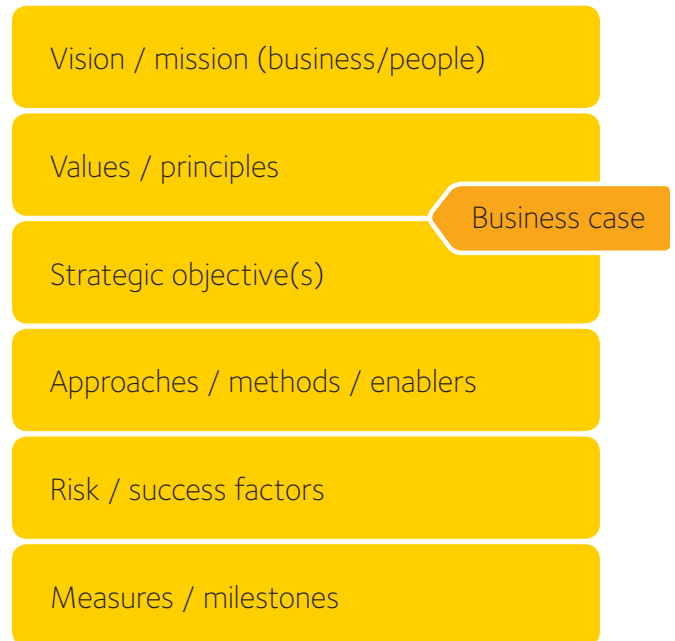 Vision / mission (business/people)
Values / principles
Business case
Strategic objective(s)
Approaches / methods / enablers
Risk / success factors
Measures / milestones